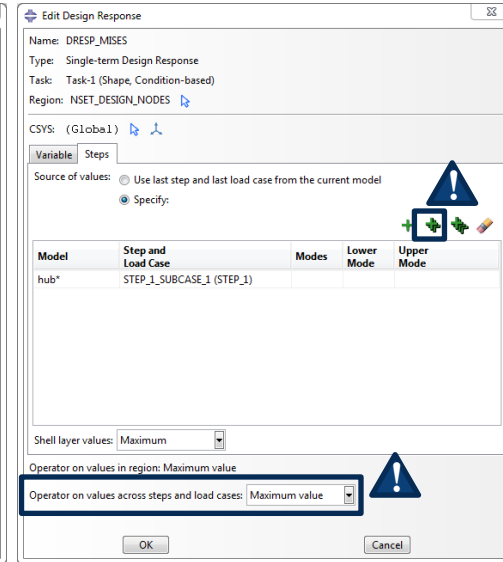 Edit Design Response
Name: DRESP_MISES
Type: Single-term Design Response
Task: Task-1 (Shape, Condition-based)
Region: NSET_DESIGN_NODES
CSYS: (Global)
Variable Steps
Source of values: Use last step and last load case from the current model
Specify:
Model Step and Load Case Modes Lower Mode Upper Mode
hub* STEP_1_SUBCASE_1 (STEP_1)
Shell layer values: Maximum
Operator on values in region: Maximum value
Operator on values across steps and load cases: Maximum value
OK Cancel